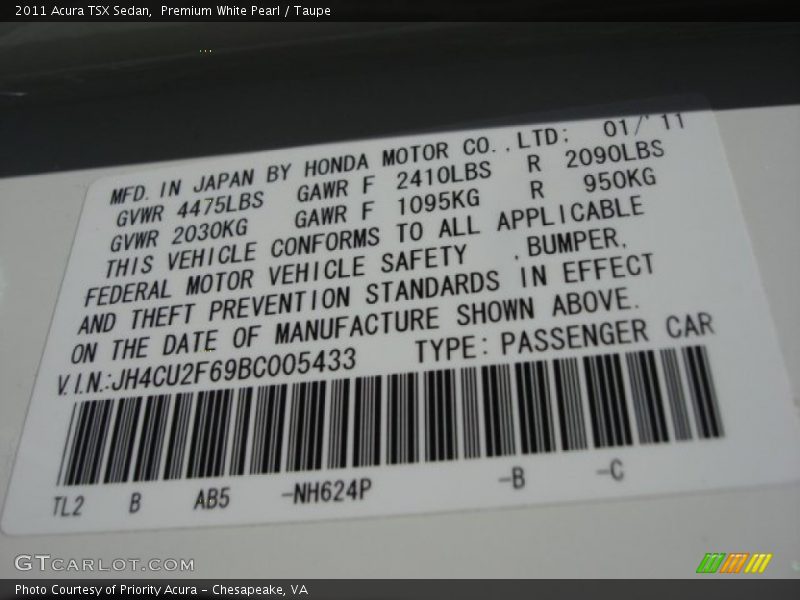 2011 Acura TSX Sedan,  Premium White Pearl / Taupe
MFD. IN JAPAN BY HONDA MOTOR CO., LTD: 01/'11
GVWR 4475LBS GAWR F 2410LBS R 2090LBS
GVWR 2030KG GAWR F 1095KG R 950KG
THIS VEHICLE CONFORMS TO ALL APPLICABLE
FEDERAL MOTOR VEHICLE SAFETY ,BUMPER,
AND THEFT PREVENTION STANDARDS IN EFFECT
ON THE DATE OF MANUFACTURE SHOWN ABOVE.
V.I.N.:JH4CU2F69BC005433 TYPE: PASSENGER CAR
TL2 B AB5 -NH624P -B -C
GTCARLOT.COM
Photo Courtesy of Priority Acura - Chesapeake, VA